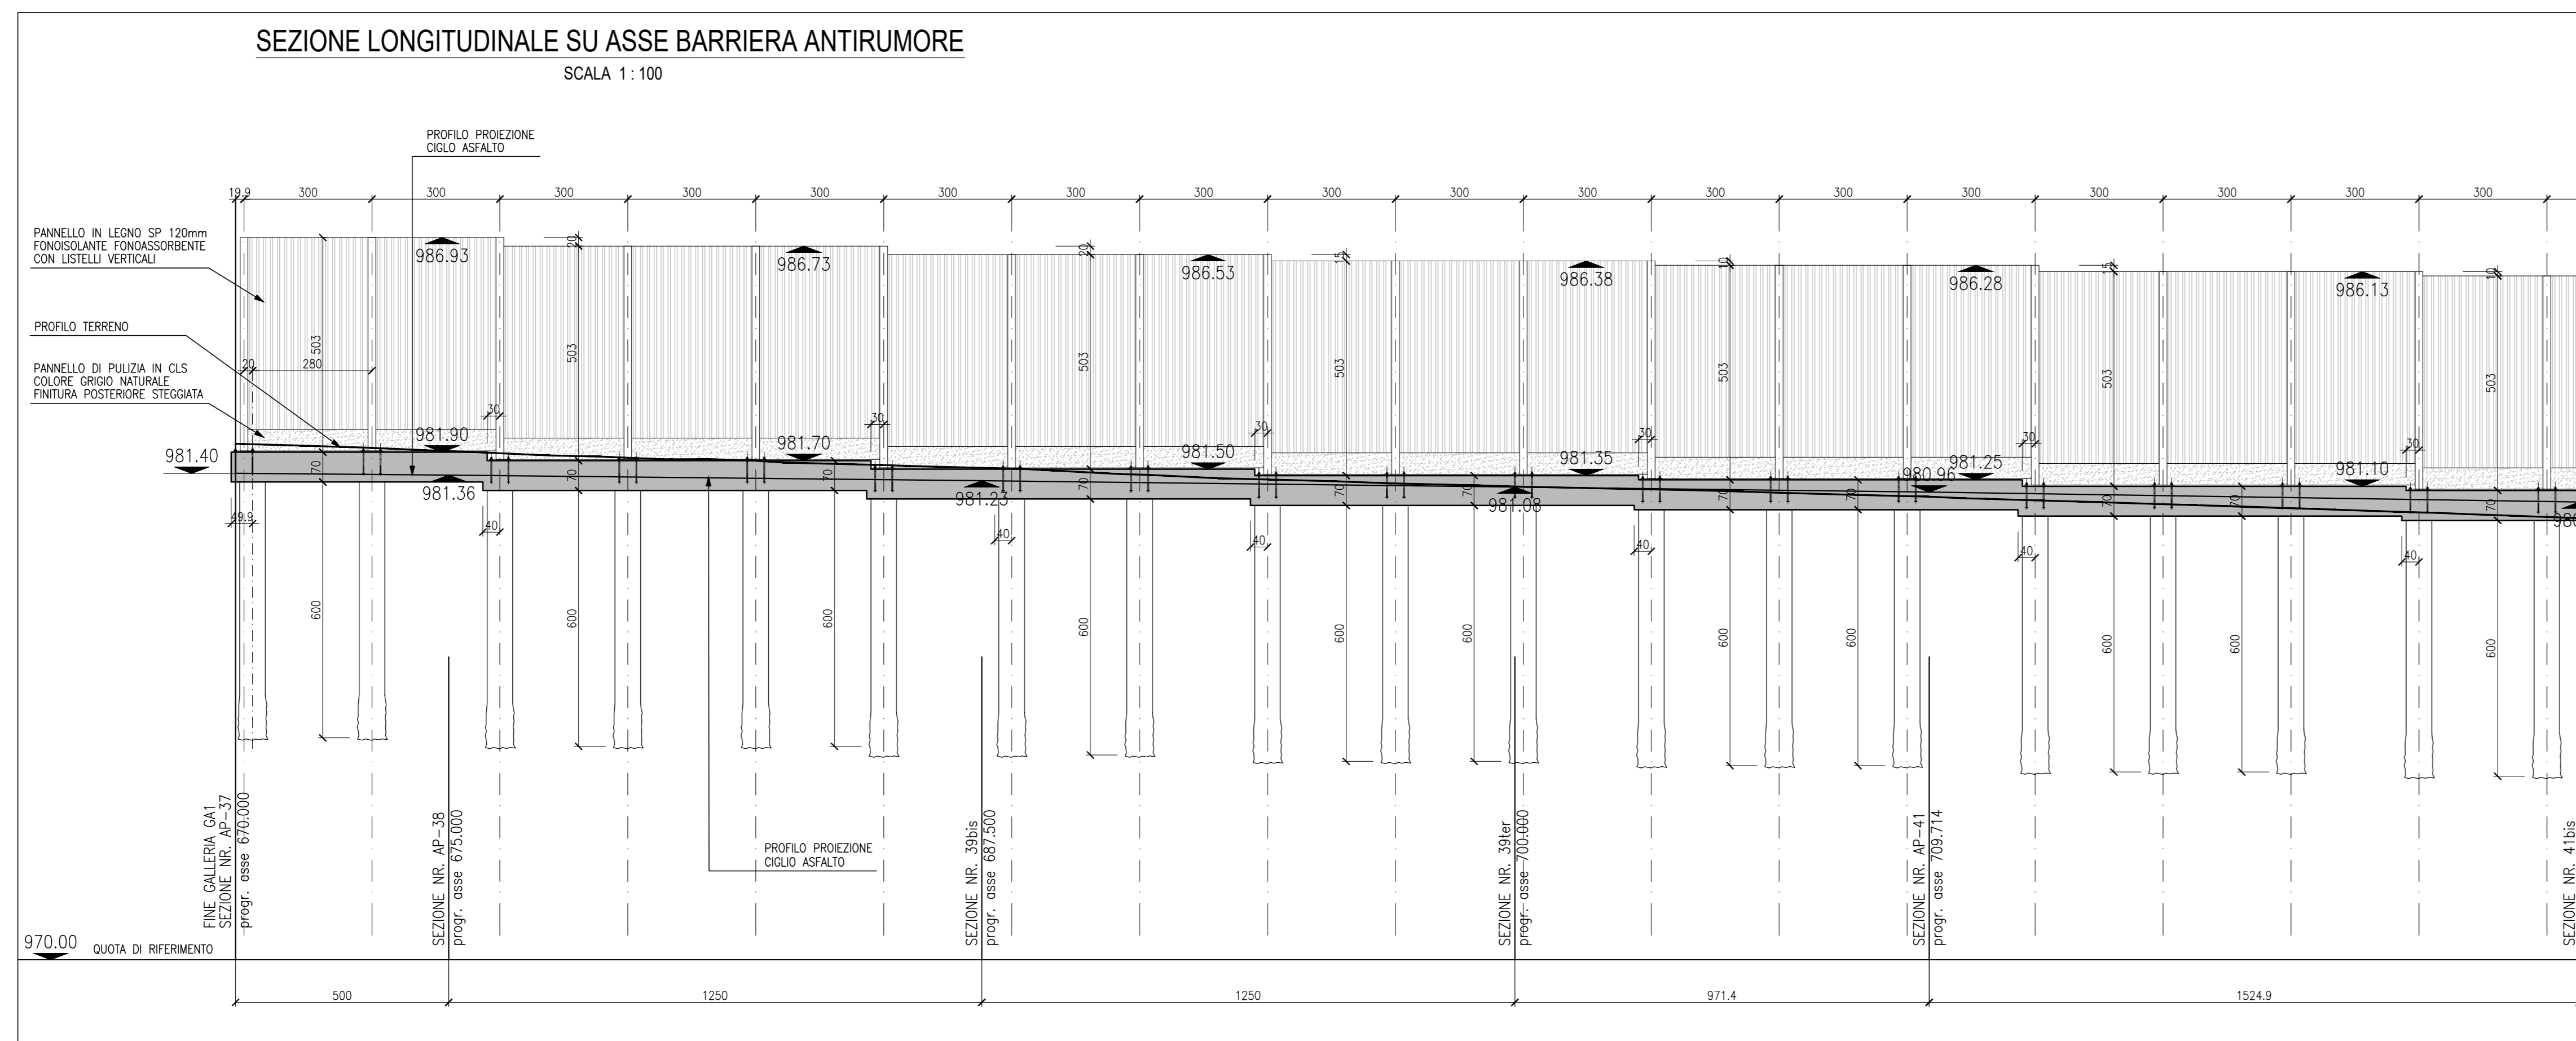 SEZIONE LONGITUDINALE SU ASSE BARRIERA ANTIRUMORE
SCALA 1 : 100
PROFILO PROIEZIONE
CIGLO ASFALTO
19.9 300 300 300 300 300 300 300 300 300 300 300 300 300 300 300 300 300 300
PANNELLO IN LEGNO SP 120mm
FONOISOLANTE FONOASSORBENTE
CON LISTELLI VERTICALI
986.93 20 986.73 20 986.53 15 986.38 10 986.28 15 986.13 10
PROFILO TERRENO
503 503 503 503 503 503 503
20 280
PANNELLO DI PULIZIA IN CLS
COLORE GRIGIO NATURALE
FINITURA POSTERIORE STEGGIATA
30 30 30 30 30 30
981.40 981.90 981.70 981.50 981.35 980.96 981.25 981.10
70 70 70 70 70 70 70 70 70 70 70
981.36 981.23 981.08
49.9 40 40 40 40 40 40
600 600 600 600 600 600 600 600 600 600 600
FINE GALLERIA GA1
SEZIONE NR. AP-37
progr. asse 670.000
SEZIONE NR. AP-38
progr. asse 675.000
PROFILO PROIEZIONE
CIGLIO ASFALTO
SEZIONE NR. 39bis
progr. asse 687.500
SEZIONE NR. 39ter
progr. asse 700.000
SEZIONE NR. AP-41
progr. asse 709.714
SEZIONE NR. 41bis
970.00 QUOTA DI RIFERIMENTO
500 1250 1250 971.4 1524.9